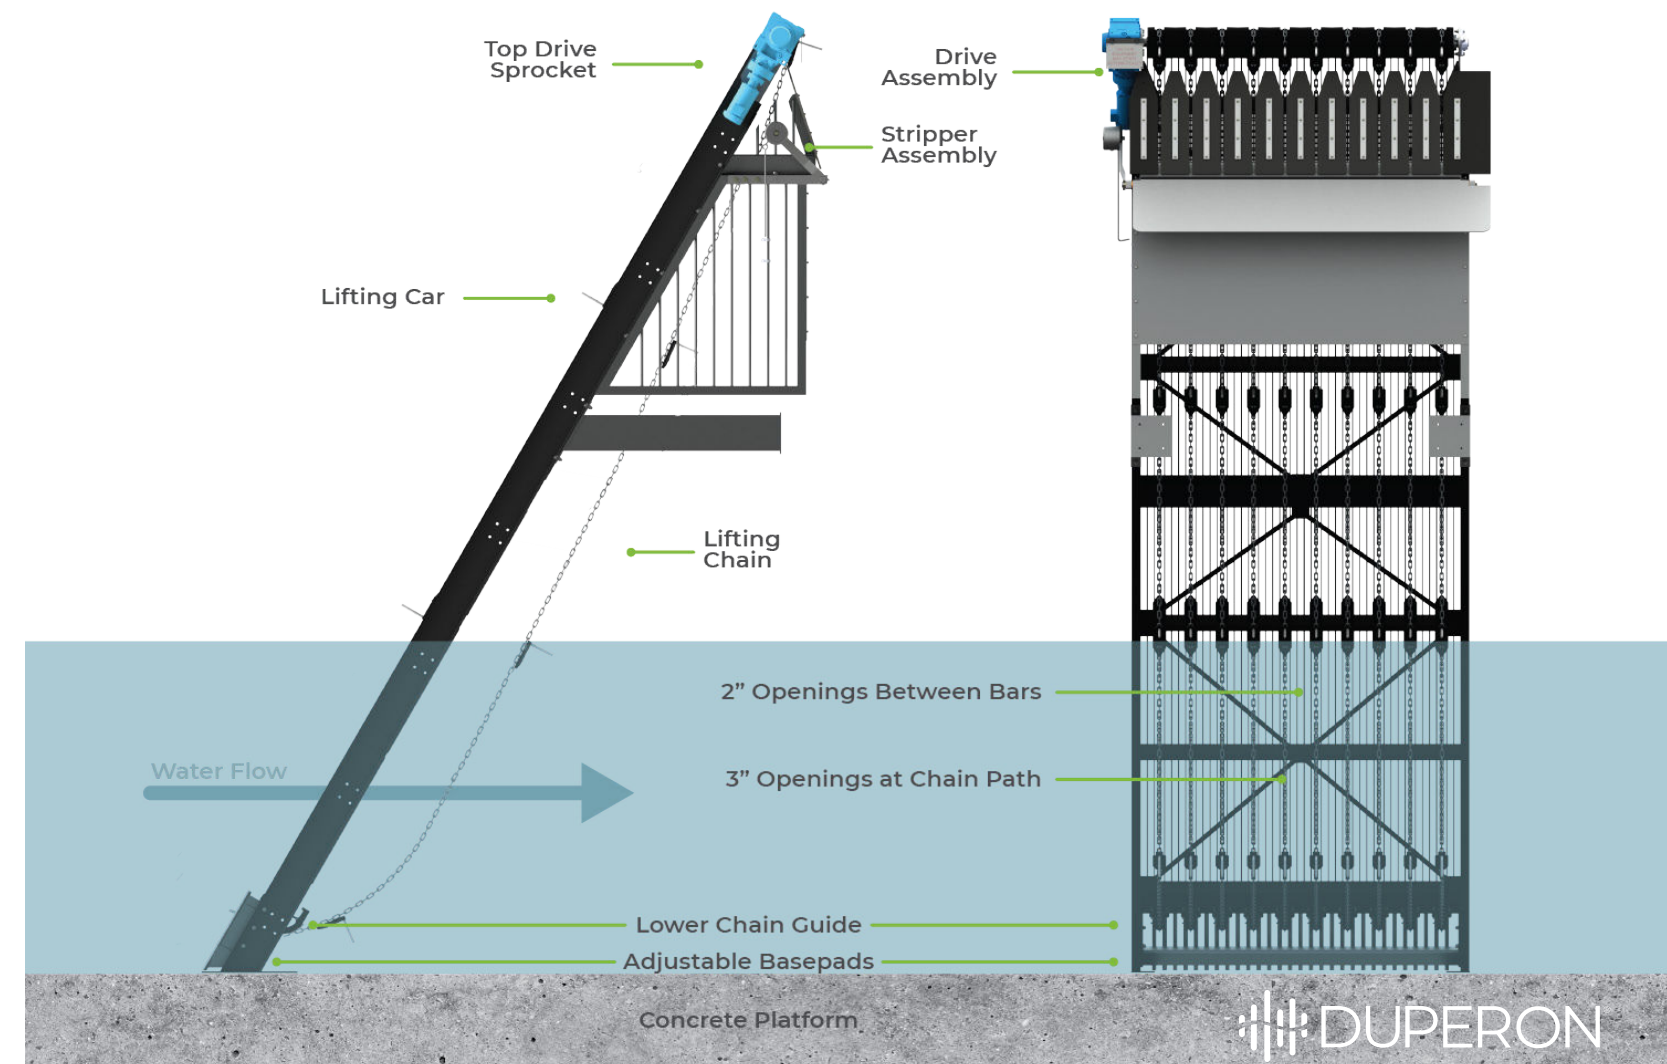 Top Drive
Sprocket
Drive
Assembly
Stripper
Assembly
Lifting Car
Lifting
Chain
2” Openings Between Bars
Water Flow
3” Openings at Chain Path
Lower Chain Guide
Adjustable Basepads
Concrete Platform
DUPERON